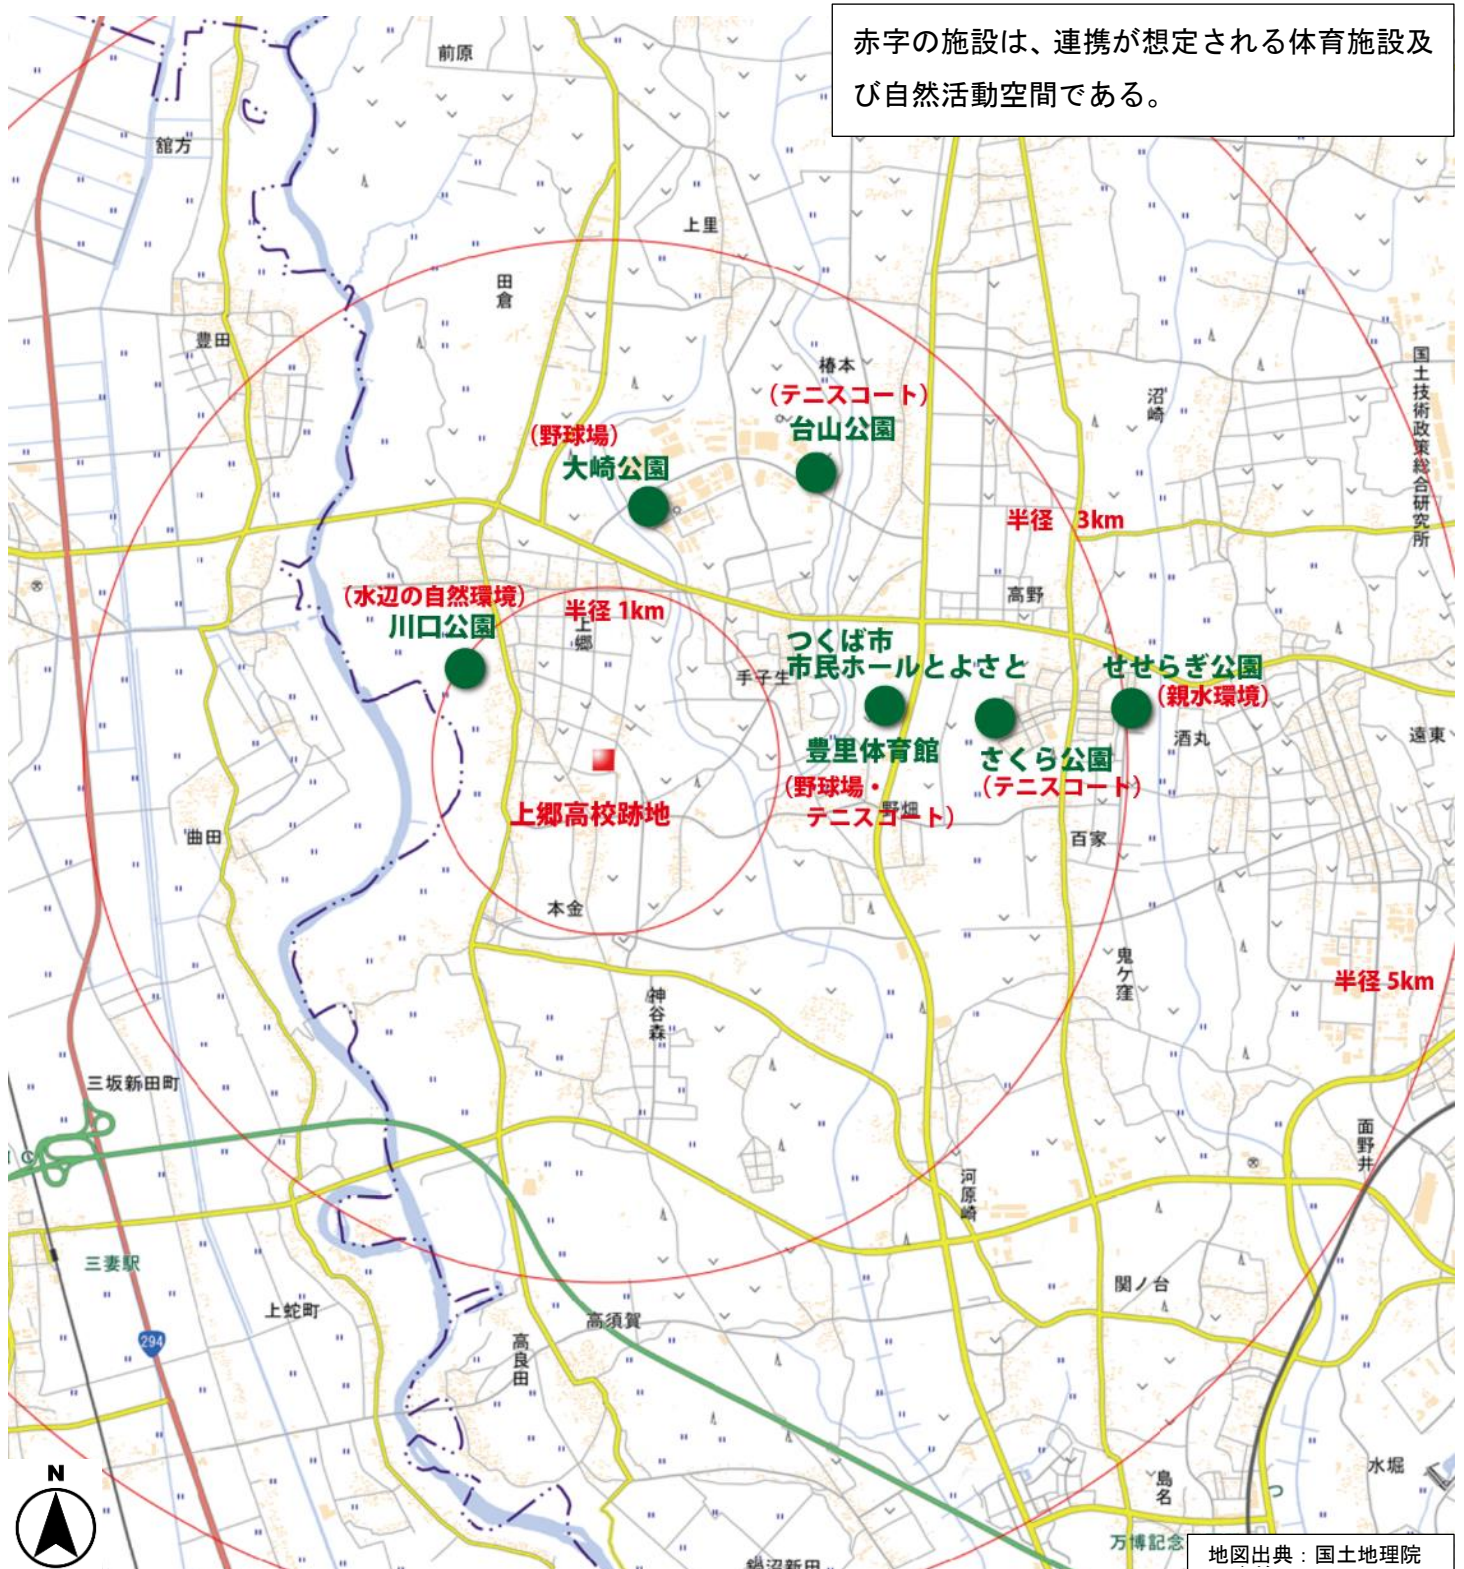 赤字の施設は、連携が想定される体育施設及
び自然活動空間である。
前原
舘方
上里
田倉
豊田
椿本
（テニスコート）
台山公園
沼崎
国土技術政策総合研究所
（野球場）
大崎公園
半径 3km
（水辺の自然環境）
川口公園
半径 1km
上郷
高野
手子生
つくば市
市民ホールとよさと
せせらぎ公園
（親水環境）
酒丸
遠東
豊里体育館
（野球場・
テニスコート）
さくら公園
（テニスコート）
野畑
上郷高校跡地
曲田
百家
本金
鬼ケ窪
半径 5km
神谷森
三坂新田町
I C
面野井
河原崎
三妻駅
上蛇町
294
高須賀
高良田
関ノ台
島名
水堀
つ
万博記念
鍋沼新田
N
地図出典：国土地理院